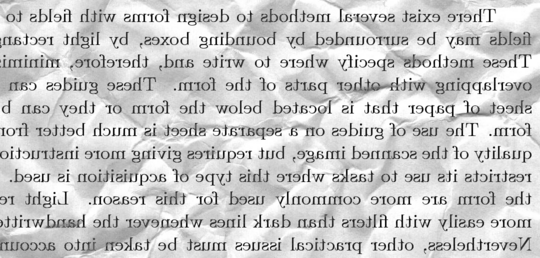 There exist several methods to design forms with fields to
fields may be surrounded by bounding boxes, by light rectang
These methods specify where to write and, therefore, minimi
overlapping with other parts of the form. These guides can
sheet of paper that is located below the form or they can b
form. The use of guides on a separate sheet is much better fro
quality of the scanned image, but requires giving more instructio
restricts its use to tasks where this type of acquisition is used.
the form are more commonly used for this reason. Light re
more easily with filters than dark lines whenever the handwritte
Nevertheless, other practical issues must be taken into accoun